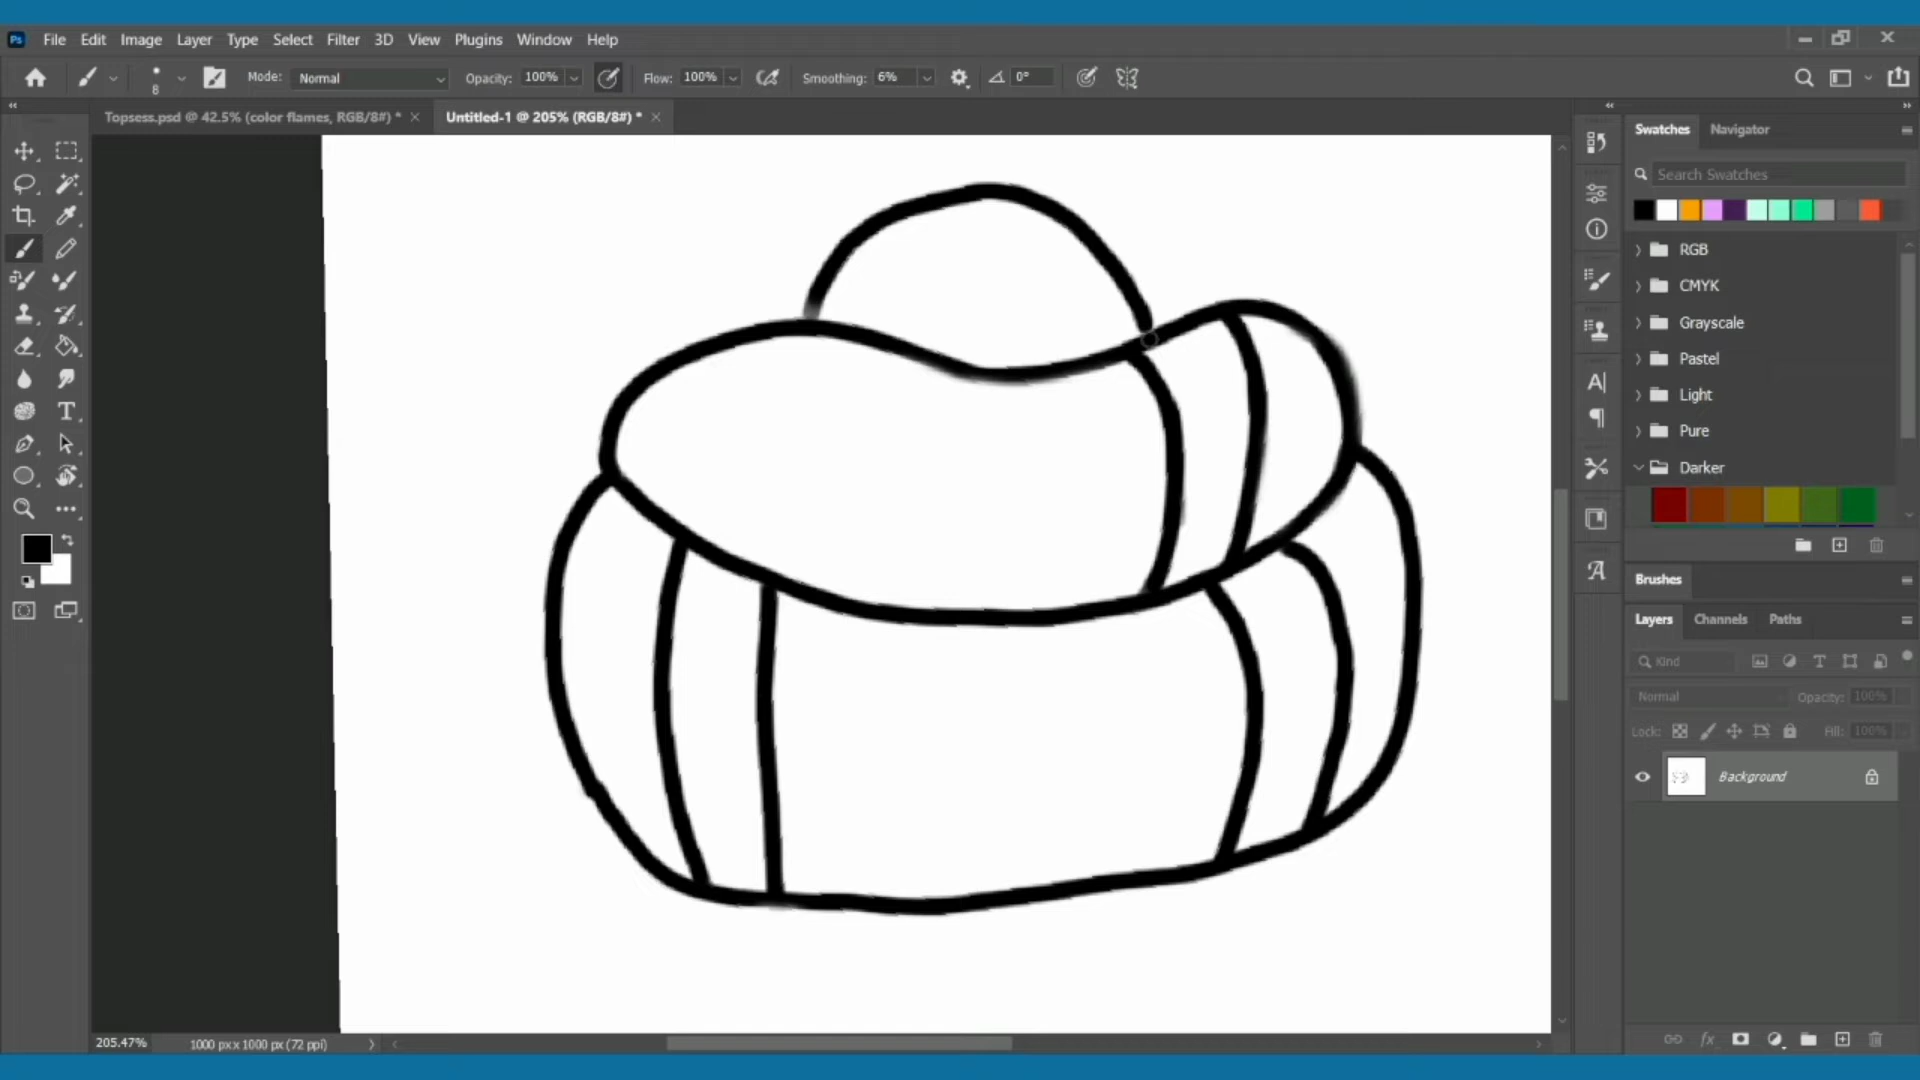 Ps File Edit Image Layer Type Select Filter 3D View Plugins Window Help
8 Mode: Normal Opacity: 100% Flow: 100% Smoothing: 6% 0°
Topsess.psd @ 42.5% (color flames, RGB/8#) * Untitled-1 @ 205% (RGB/8#) *
Swatches Navigator
Search Swatches
RGB
CMYK
Grayscale
Pastel
Light
Pure
Darker
Brushes
Layers Channels Paths
Kind
Normal Opacity: 100%
Lock: Fill: 100%
Background
205.47% 1000 px x 1000 px (72 ppi)